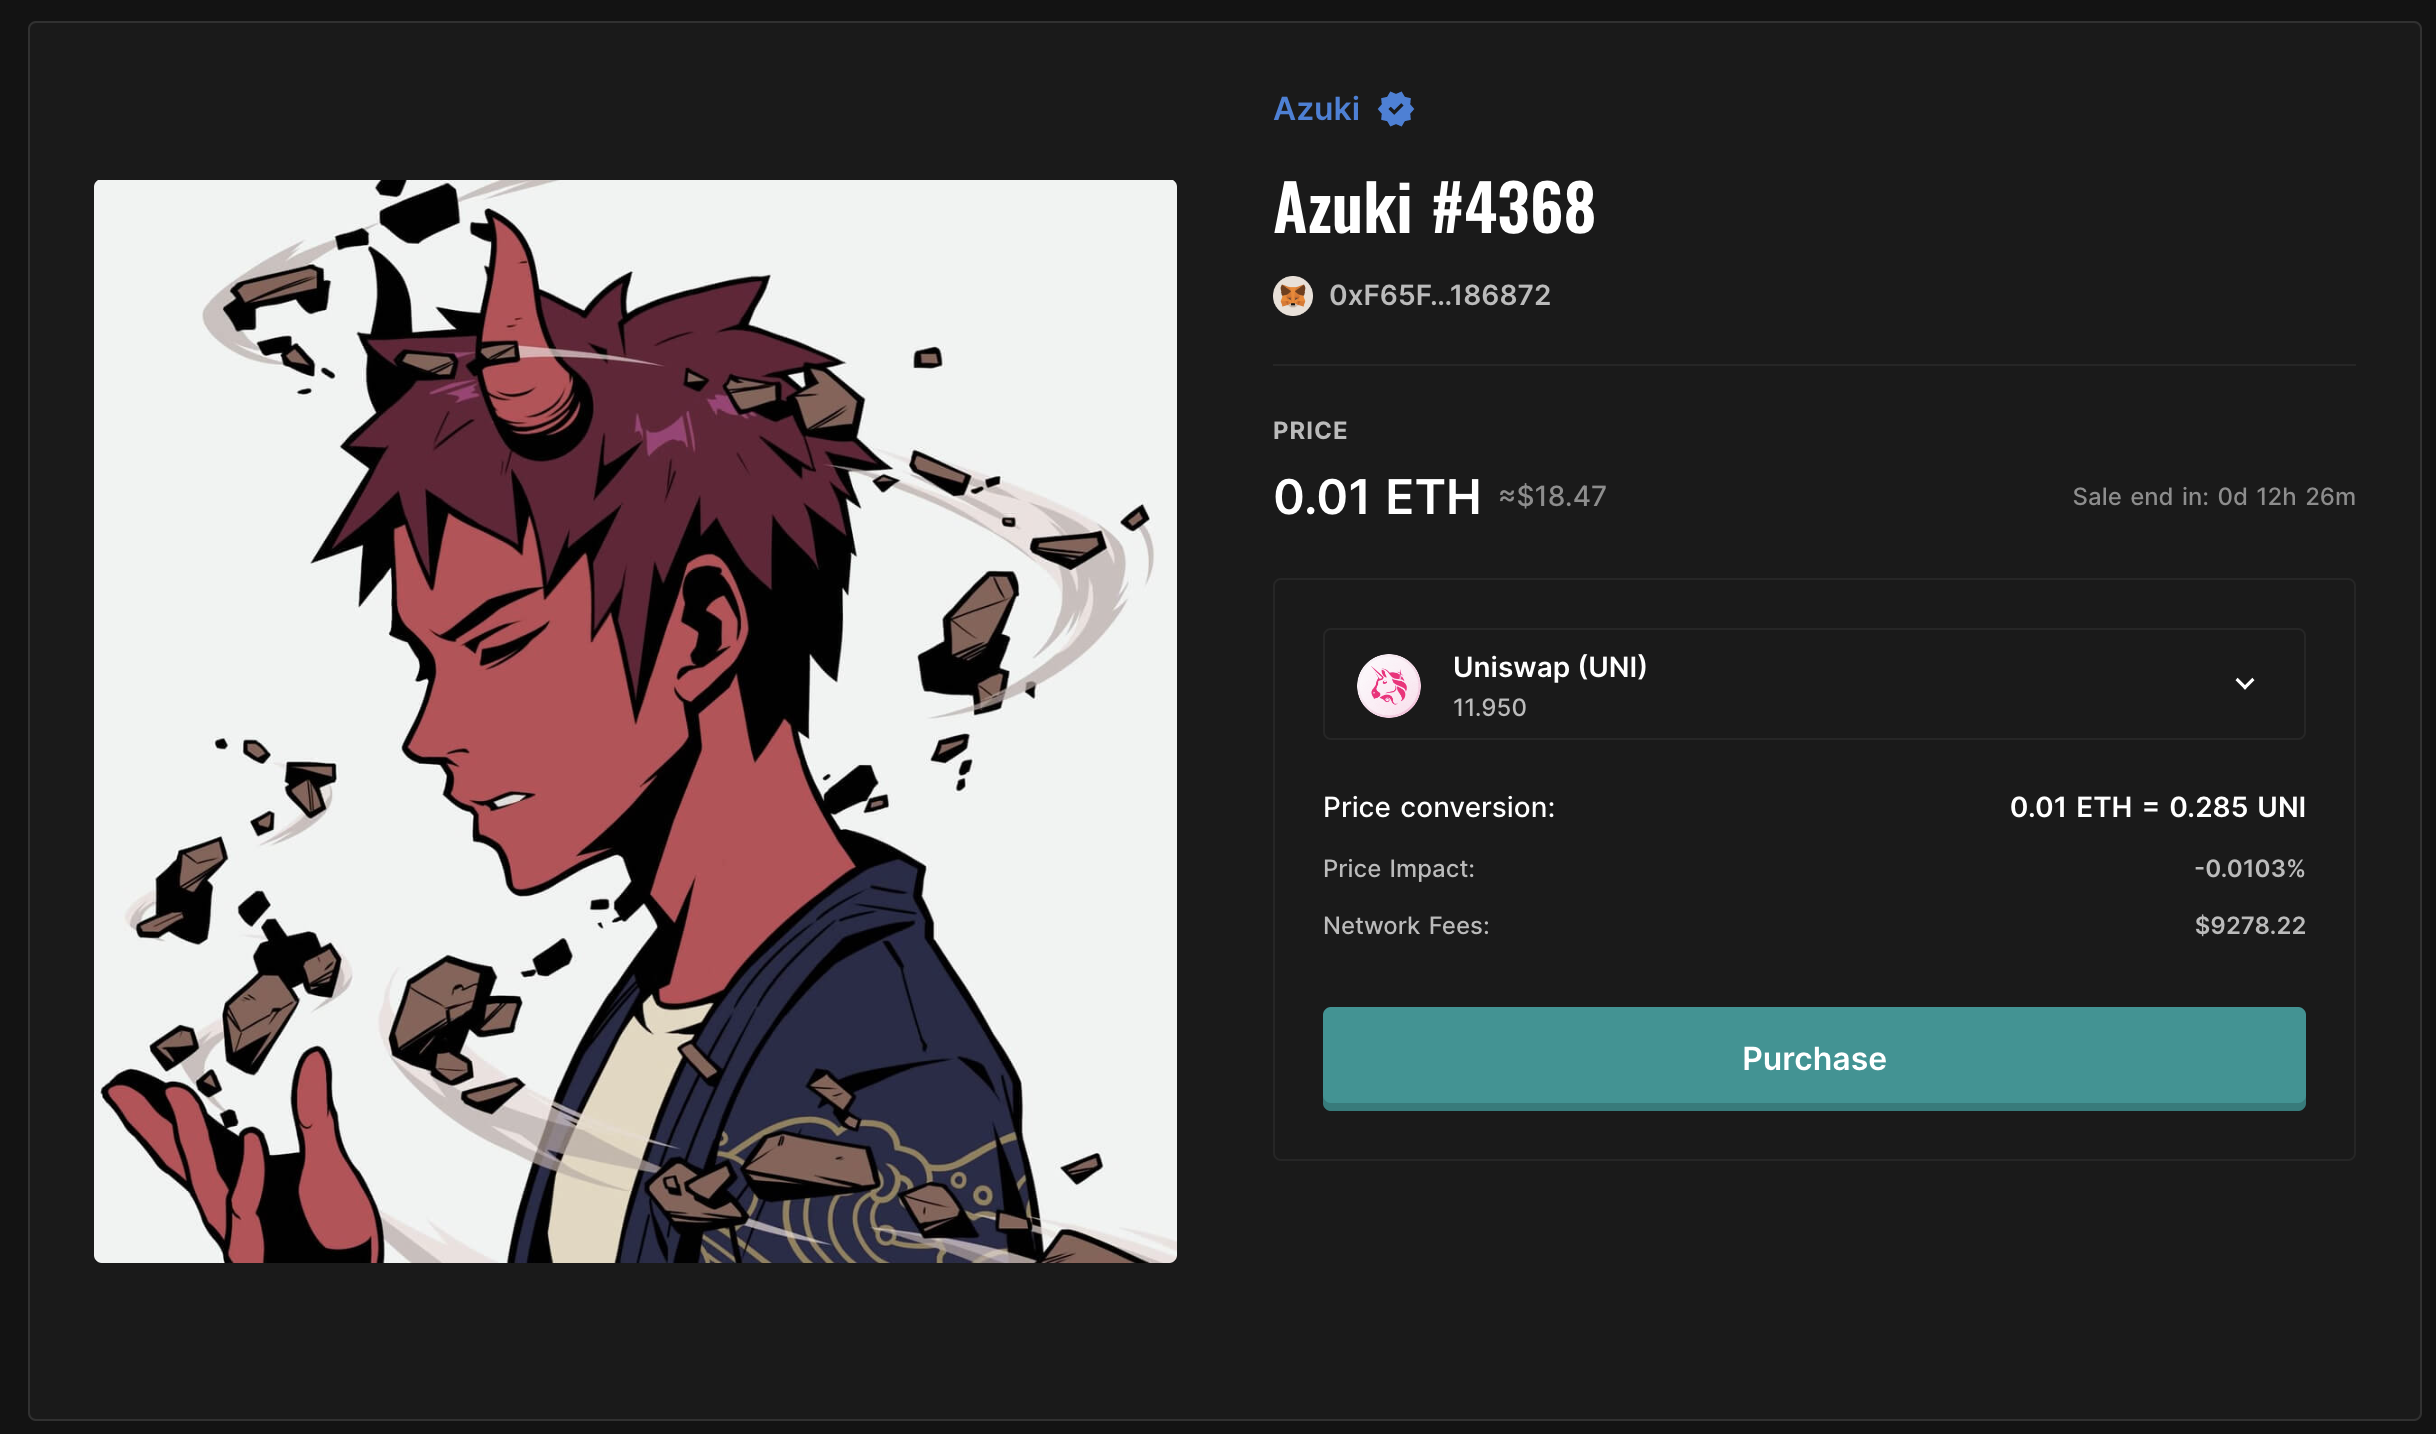 Azuki
Azuki #4368
0xF65F...186872
PRICE
0.01 ETH ≈$18.47
Sale end in: 0d 12h 26m
Uniswap (UNI)
11.950
Price conversion: 0.01 ETH = 0.285 UNI
Price Impact: -0.0103%
Network Fees: $9278.22
Purchase